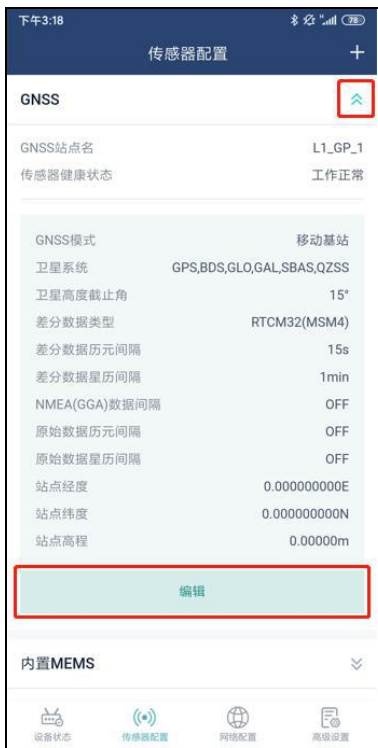 下午3:18 78
传感器配置 +
GNSS
GNSS站点名 L1_GP_1
传感器健康状态 工作正常
GNSS模式 移动基站
卫星系统 GPS,BDS,GLO,GAL,SBAS,QZSS
卫星高度截止角 15°
差分数据类型 RTCM32(MSM4)
差分数据历元间隔 15s
差分数据星历间隔 1min
NMEA(GGA)数据间隔 OFF
原始数据历元间隔 OFF
原始数据星历间隔 OFF
站点经度 0.000000000E
站点纬度 0.000000000N
站点高程 0.00000m
编辑
内置MEMS
设备状态 传感器配置 网络配置 高级设置